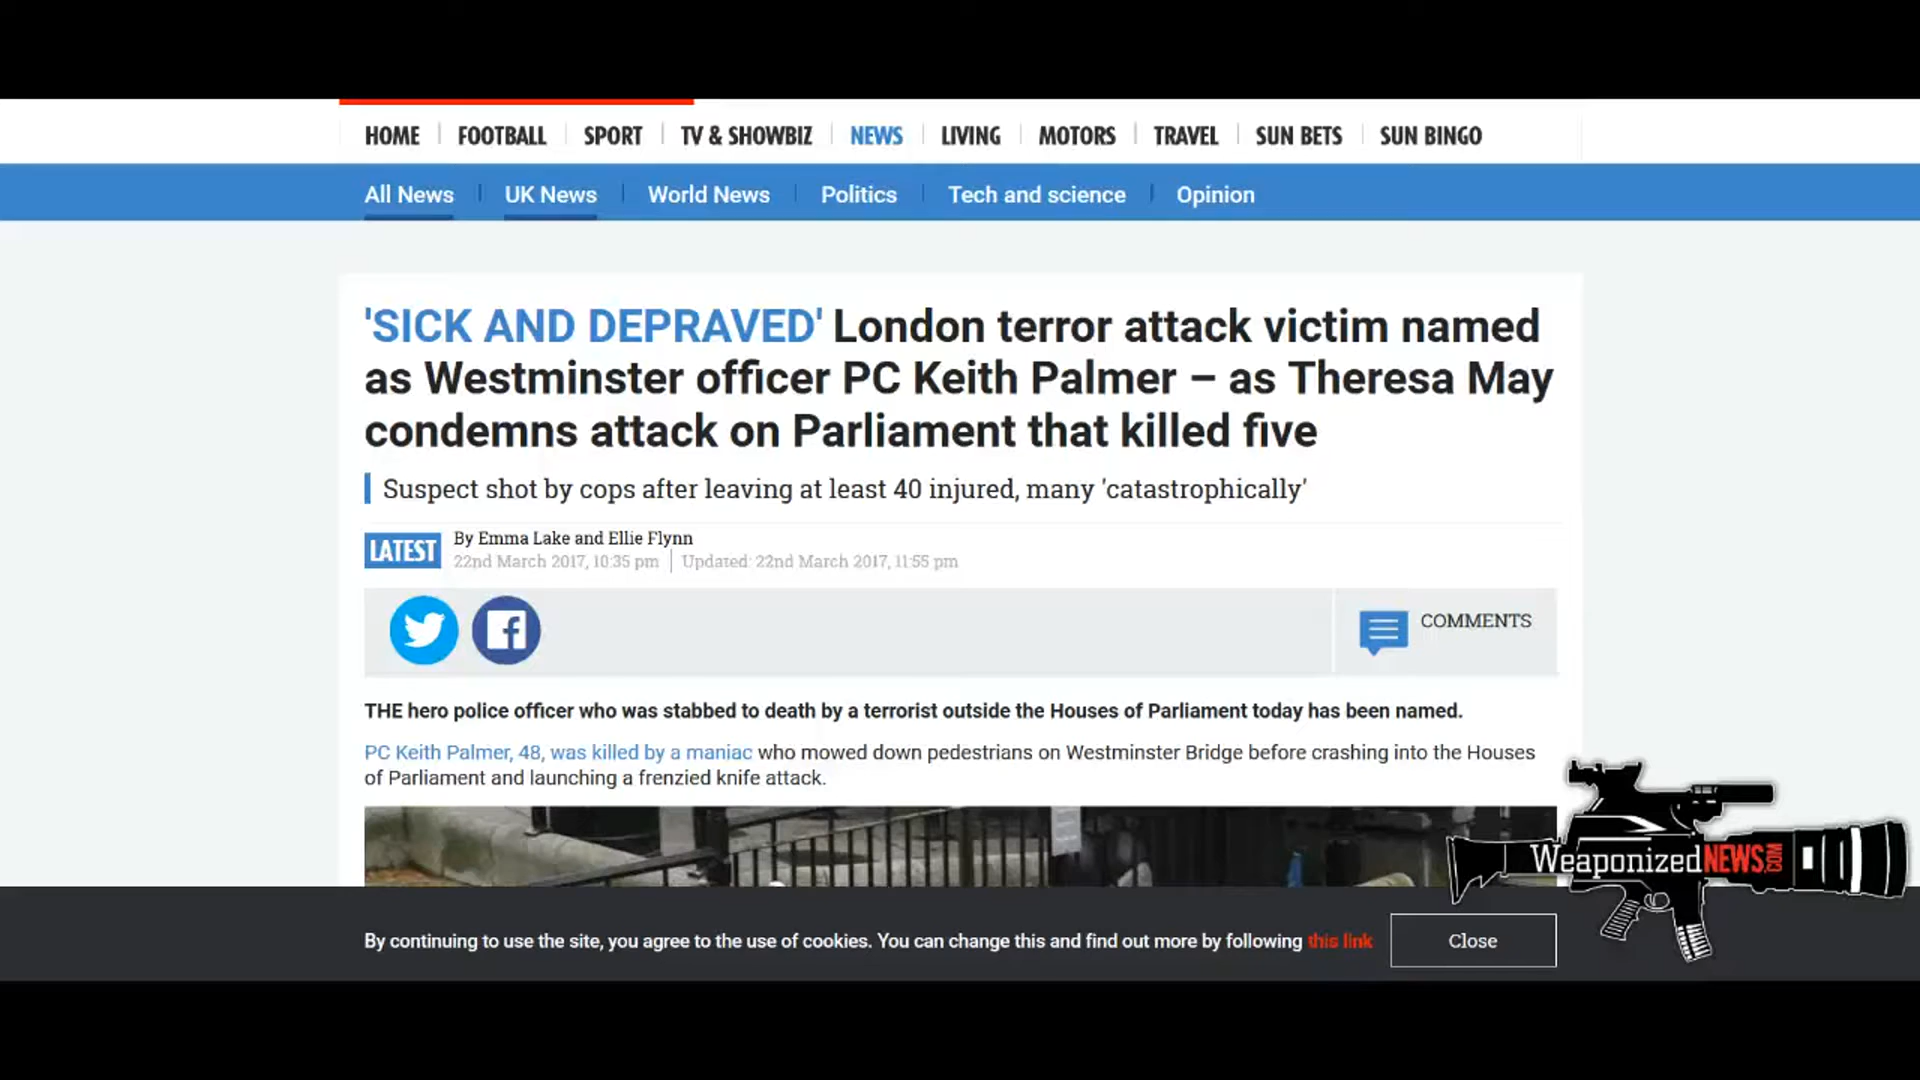 HOME FOOTBALL SPORT TV & SHOWBIZ NEWS LIVING MOTORS TRAVEL SUN BETS SUN BINGO
All News UK News World News Politics Tech and science Opinion
'SICK AND DEPRAVED' London terror attack victim named
as Westminster officer PC Keith Palmer – as Theresa May
condemns attack on Parliament that killed five
Suspect shot by cops after leaving at least 40 injured, many 'catastrophically'
LATEST
By Emma Lake and Ellie Flynn
22nd March 2017, 10:35 pm Updated: 22nd March 2017, 11:55 pm
COMMENTS
THE hero police officer who was stabbed to death by a terrorist outside the Houses of Parliament today has been named.
PC Keith Palmer, 48, was killed by a maniac who mowed down pedestrians on Westminster Bridge before crashing into the Houses
of Parliament and launching a frenzied knife attack.
WeaponizedNEWS.COM
By continuing to use the site, you agree to the use of cookies. You can change this and find out more by following this link
Close